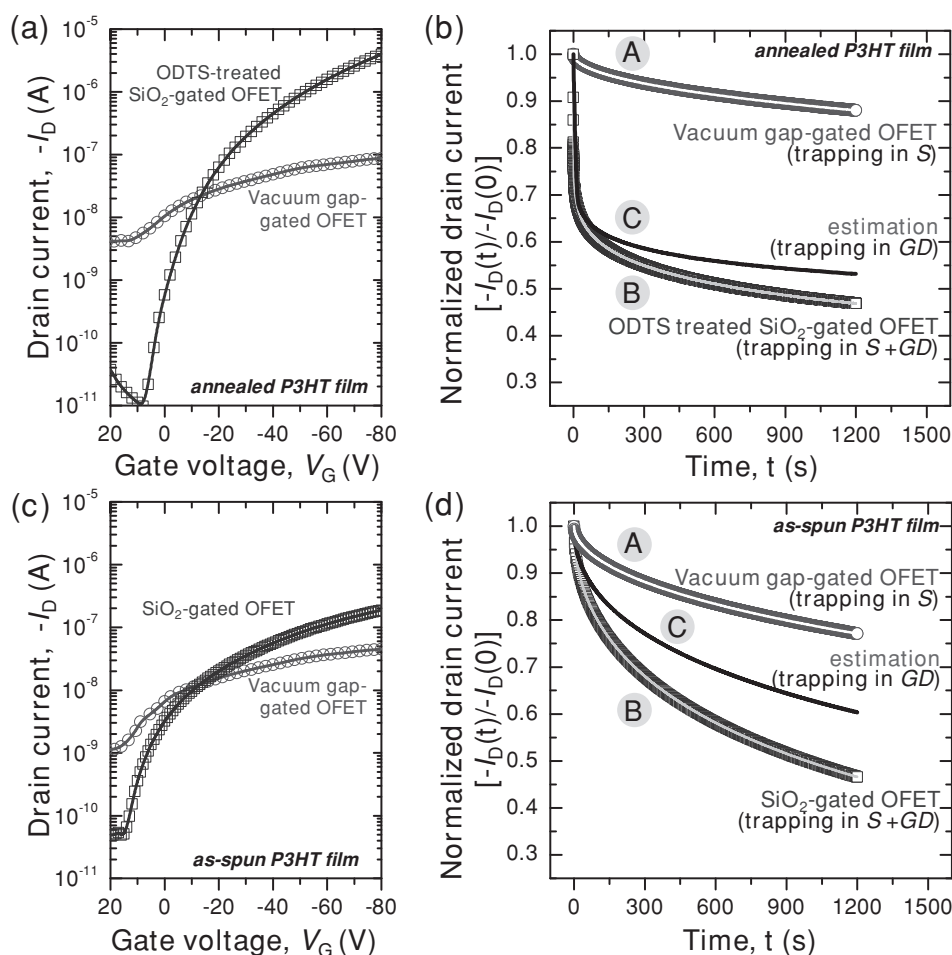 (a)
10⁻⁵
10⁻⁶
10⁻⁷
10⁻⁸
10⁻⁹
10⁻¹⁰
10⁻¹¹
Drain current, -I_D (A)
ODTS-treated
SiO₂-gated OFET
Vacuum gap-
gated OFET
annealed P3HT film
20 0 -20 -40 -60 -80
Gate voltage, V_G (V)
(b)
1.0
0.9
0.8
0.7
0.6
0.5
0.4
0.3
Normalized drain current
[-I_D(t)/-I_D(0)]
annealed P3HT film
A
Vacuum gap-gated OFET
(trapping in S)
C
estimation
(trapping in GD)
B
ODTS treated SiO₂-gated OFET
(trapping in S +GD)
0 300 600 900 1200 1500
Time, t (s)
(c)
10⁻⁵
10⁻⁶
10⁻⁷
10⁻⁸
10⁻⁹
10⁻¹⁰
10⁻¹¹
Drain current, -I_D (A)
SiO₂-gated OFET
Vacuum gap-
gated OFET
as-spun P3HT film
20 0 -20 -40 -60 -80
Gate voltage, V_G (V)
(d)
1.0
0.9
0.8
0.7
0.6
0.5
0.4
0.3
Normalized drain current
[-I_D(t)/-I_D(0)]
as-spun P3HT film
A
Vacuum gap-gated OFET
(trapping in S)
C
estimation
(trapping in GD)
B
SiO₂-gated OFET
(trapping in S +GD)
0 300 600 900 1200 1500
Time, t (s)